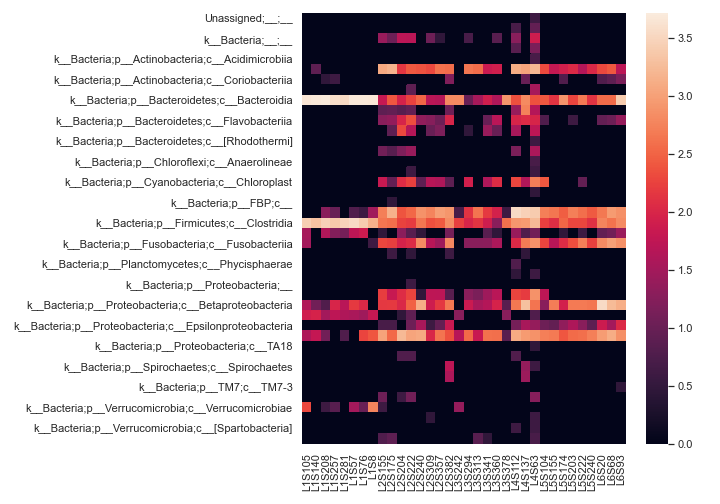 Unassigned;__;__
k__Bacteria;__;__
k__Bacteria;p__Actinobacteria;c__Acidimicrobiia
k__Bacteria;p__Actinobacteria;c__Coriobacteriia
k__Bacteria;p__Bacteroidetes;c__Bacteroidia
k__Bacteria;p__Bacteroidetes;c__Flavobacteriia
k__Bacteria;p__Bacteroidetes;c__[Rhodothermi]
k__Bacteria;p__Chloroflexi;c__Anaerolineae
k__Bacteria;p__Cyanobacteria;c__Chloroplast
k__Bacteria;p__FBP;c__
k__Bacteria;p__Firmicutes;c__Clostridia
k__Bacteria;p__Fusobacteria;c__Fusobacteriia
k__Bacteria;p__Planctomycetes;c__Phycisphaerae
k__Bacteria;p__Proteobacteria;__
k__Bacteria;p__Proteobacteria;c__Betaproteobacteria
k__Bacteria;p__Proteobacteria;c__Epsilonproteobacteria
k__Bacteria;p__Proteobacteria;c__TA18
k__Bacteria;p__Spirochaetes;c__Spirochaetes
k__Bacteria;p__TM7;c__TM7-3
k__Bacteria;p__Verrucomicrobia;c__Verrucomicrobiae
k__Bacteria;p__Verrucomicrobia;c__[Spartobacteria]
L1S105
L1S140
L1S208
L1S257
L1S281
L1S57
L1S76
L1S8
L2S155
L2S175
L2S204
L2S222
L2S240
L2S309
L2S357
L2S382
L3S242
L3S294
L3S313
L3S341
L3S360
L3S378
L4S112
L4S137
L4S63
L5S104
L5S155
L5S174
L5S203
L5S222
L5S240
L6S20
L6S68
L6S93
3.5
3.0
2.5
2.0
1.5
1.0
0.5
0.0